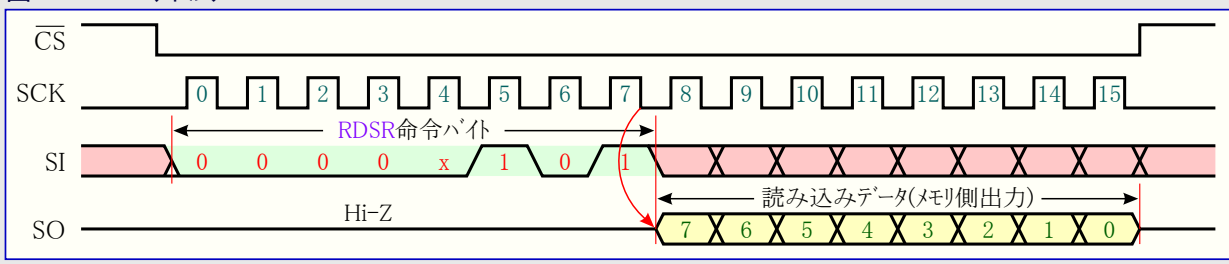 CS
SCK 0 1 2 3 4 5 6 7 8 9 10 11 12 13 14 15
RDSR命令バイト
SI 0 0 0 0 x 1 0 1
読み込みデータ(メモリ側出力)
Hi-Z
SO 7 6 5 4 3 2 1 0